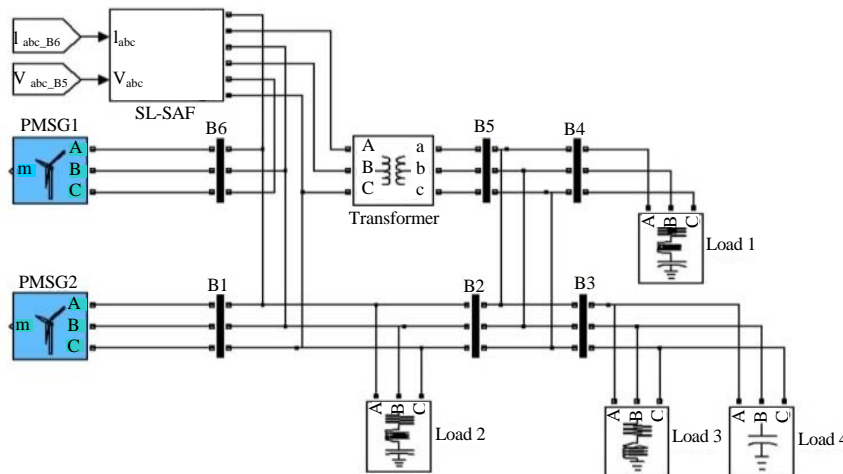 I abc_B6
I abc
V abc_B5
V abc
SL-SAF
PMSG1
B6
B5
B4
m
A
B
C
A
B
C
a
b
c
Transformer
A B C
Load 1
PMSG2
B1
B2
B3
m
A
B
C
A B C
Load 2
A B C
Load 3
A B C
Load 4